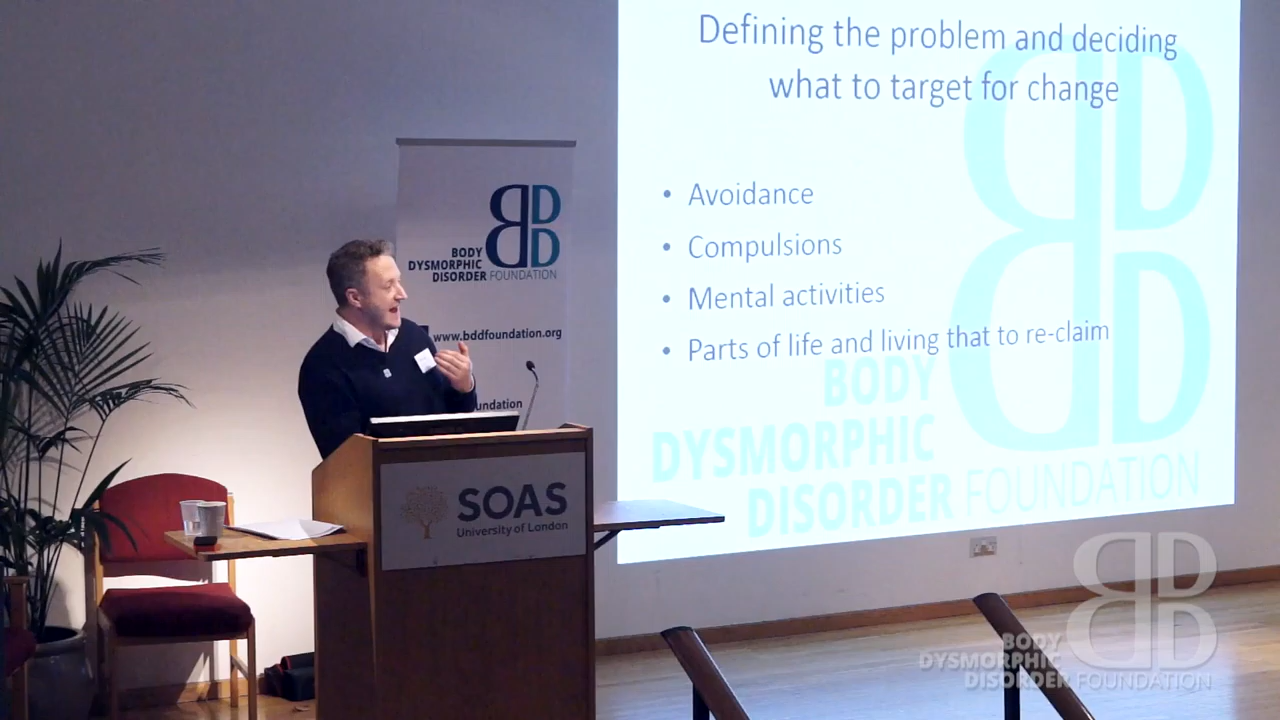 Defining the problem and deciding
what to target for change
• Avoidance
• Compulsions
• Mental activities
• Parts of life and living that to re-claim
BODY
DYSMORPHIC
DISORDER FOUNDATION
BDD
BODY
DYSMORPHIC
DISORDER FOUNDATION
www.bddfoundation.org
undation
SOAS
University of London
BODY
DYSMORPHIC
DISORDER FOUNDATION